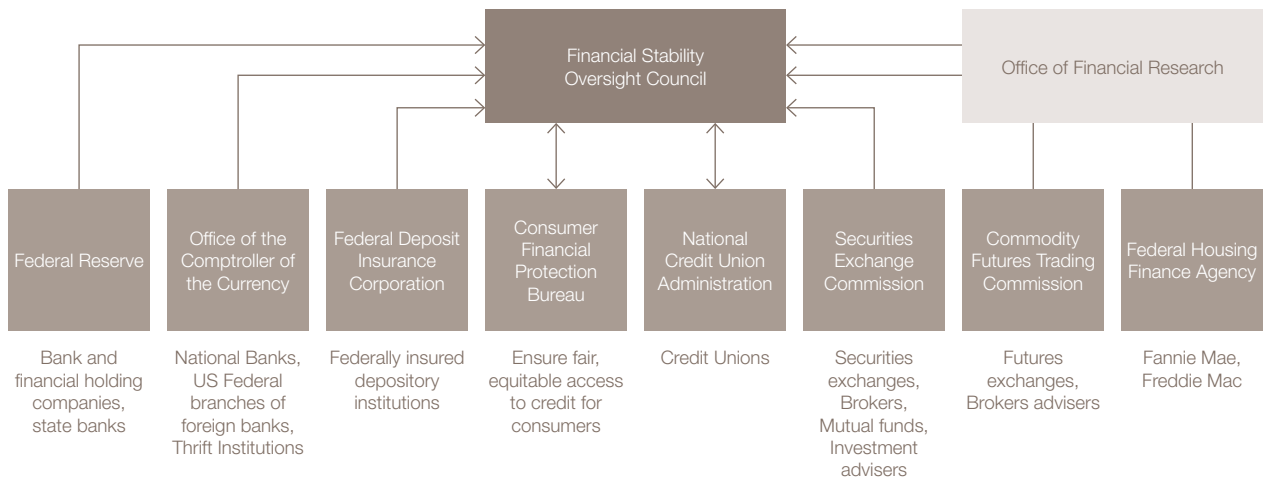 Financial Stability
Oversight Council
Office of Financial Research
Federal Reserve
Office of the
Comptroller of
the Currency
Federal Deposit
Insurance
Corporation
Consumer
Financial
Protection
Bureau
National
Credit Union
Administration
Securities
Exchange
Commission
Commodity
Futures Trading
Commission
Federal Housing
Finance Agency
Bank and
financial holding
companies,
state banks
National Banks,
US Federal
branches of
foreign banks,
Thrift Institutions
Federally insured
depository
institutions
Ensure fair,
equitable access
to credit for
consumers
Credit Unions
Securities
exchanges,
Brokers,
Mutual funds,
Investment
advisers
Futures
exchanges,
Brokers advisers
Fannie Mae,
Freddie Mac